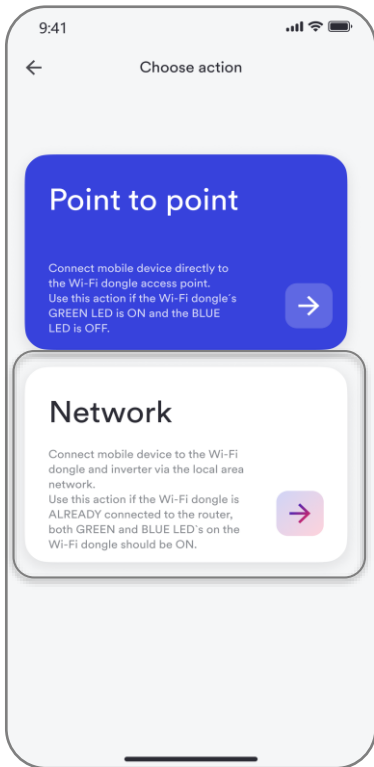 9:41
Choose action
Point to point
Connect mobile device directly to
the Wi-Fi dongle access point.
Use this action if the Wi-Fi dongle`s
GREEN LED is ON and the BLUE
LED is OFF.
Network
Connect mobile device to the Wi-Fi
dongle and inverter via the local area
network.
Use this action if the Wi-Fi dongle is
ALREADY connected to the router,
both GREEN and BLUE LED`s on the
Wi-Fi dongle should be ON.